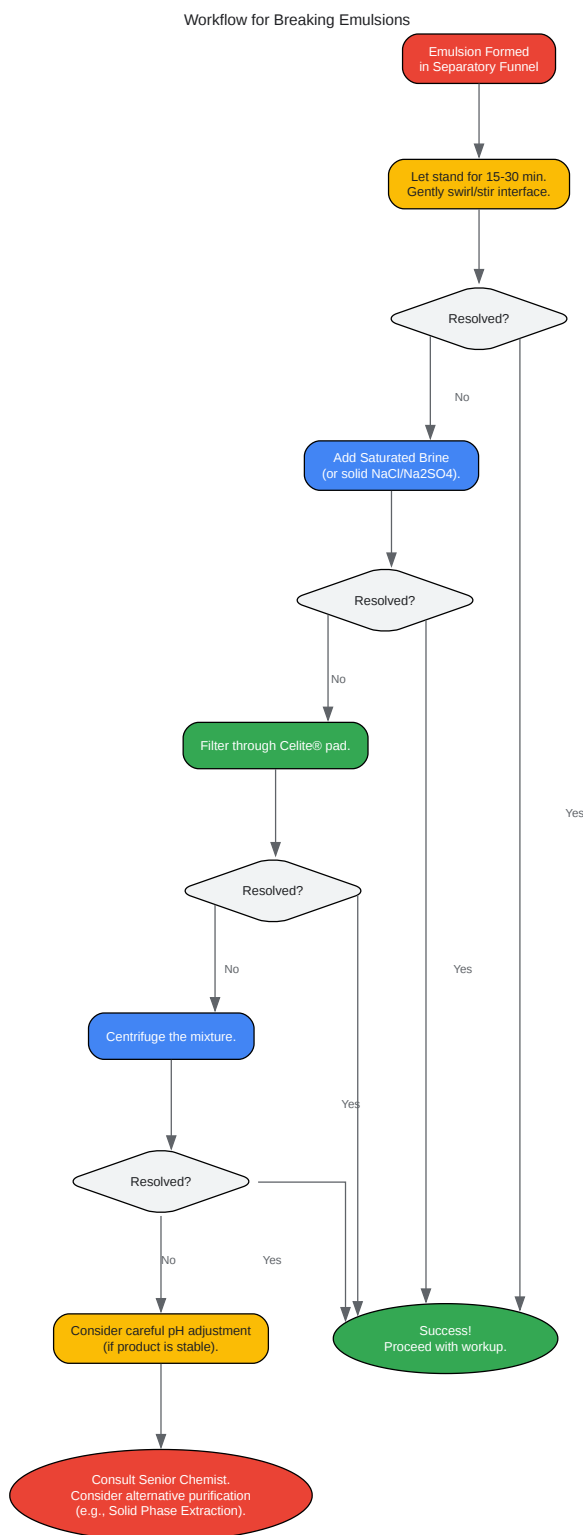 Workflow for Breaking Emulsions
Emulsion Formed
in Separatory Funnel
Let stand for 15-30 min.
Gently swirl/stir interface.
Resolved?
No
Add Saturated Brine
(or solid NaCl/Na2SO4).
Resolved?
No
Filter through Celite® pad.
Yes
Resolved?
No
Yes
Centrifuge the mixture.
Yes
Resolved?
No
Yes
Consider careful pH adjustment
(if product is stable).
Success!
Proceed with workup.
Consult Senior Chemist.
Consider alternative purification
(e.g., Solid Phase Extraction).